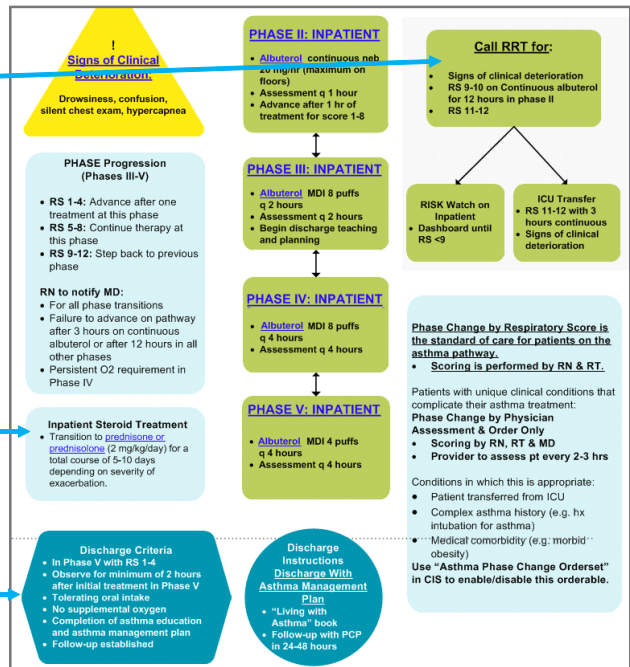 !
Signs of Clinical
Deterioration:
Drowsiness, confusion,
silent chest exam, hypercapnea
PHASE Progression
(Phases III-V)
• RS 1-4: Advance after one
treatment at this phase
• RS 5-8: Continue therapy at
this phase
• RS 9-12: Step back to previous
phase
RN to notify MD:
• For all phase transitions
• Failure to advance on pathway
after 3 hours on continuous
albuterol or after 12 hours in all
other phases
• Persistent O2 requirement in
Phase IV
Inpatient Steroid Treatment
• Transition to prednisone or
prednisolone (2 mg/kg/day) for a
total course of 5-10 days
depending on severity of
exacerbation.
Discharge Criteria
• In Phase V with RS 1-4
• Observe for minimum of 2 hours
after initial treatment in Phase V
• Tolerating oral intake
• No supplemental oxygen
• Completion of asthma education
and asthma management plan
• Follow-up established
PHASE II: INPATIENT
• Albuterol continuous neb
20 mg/hr (maximum on
floors)
• Assessment q 1 hour
• Advance after 1 hr of
treatment for score 1-8
PHASE III: INPATIENT
• Albuterol MDI 8 puffs
q 2 hours
• Assessment q 2 hours
• Begin discharge teaching
and planning
PHASE IV: INPATIENT
• Albuterol MDI 8 puffs
q 4 hours
• Assessment q 4 hours
PHASE V: INPATIENT
• Albuterol MDI 4 puffs
q 4 hours
• Assessment q 4 hours
Discharge
Instructions
Discharge With
Asthma Management
Plan
• “Living with
Asthma” book
• Follow-up with PCP
in 24-48 hours
Call RRT for:
• Signs of clinical deterioration
• RS 9-10 on Continuous albuterol
for 12 hours in phase II
• RS 11-12
RISK Watch on
Inpatient
• Dashboard until
RS <9
ICU Transfer
• RS 11-12 with 3
hours continuous
• Signs of clinical
deterioration
Phase Change by Respiratory Score is
the standard of care for patients on the
asthma pathway.
• Scoring is performed by RN & RT.
Patients with unique clinical conditions that
complicate their asthma treatment:
Phase Change by Physician
Assessment & Order Only
• Scoring by RN, RT & MD
• Provider to assess pt every 2-3 hrs
Conditions in which this is appropriate:
• Patient transferred from ICU
• Complex asthma history (e.g. hx
intubation for asthma)
• Medical comorbidity (e.g. morbid
obesity)
Use “Asthma Phase Change Orderset”
in CIS to enable/disable this orderable.